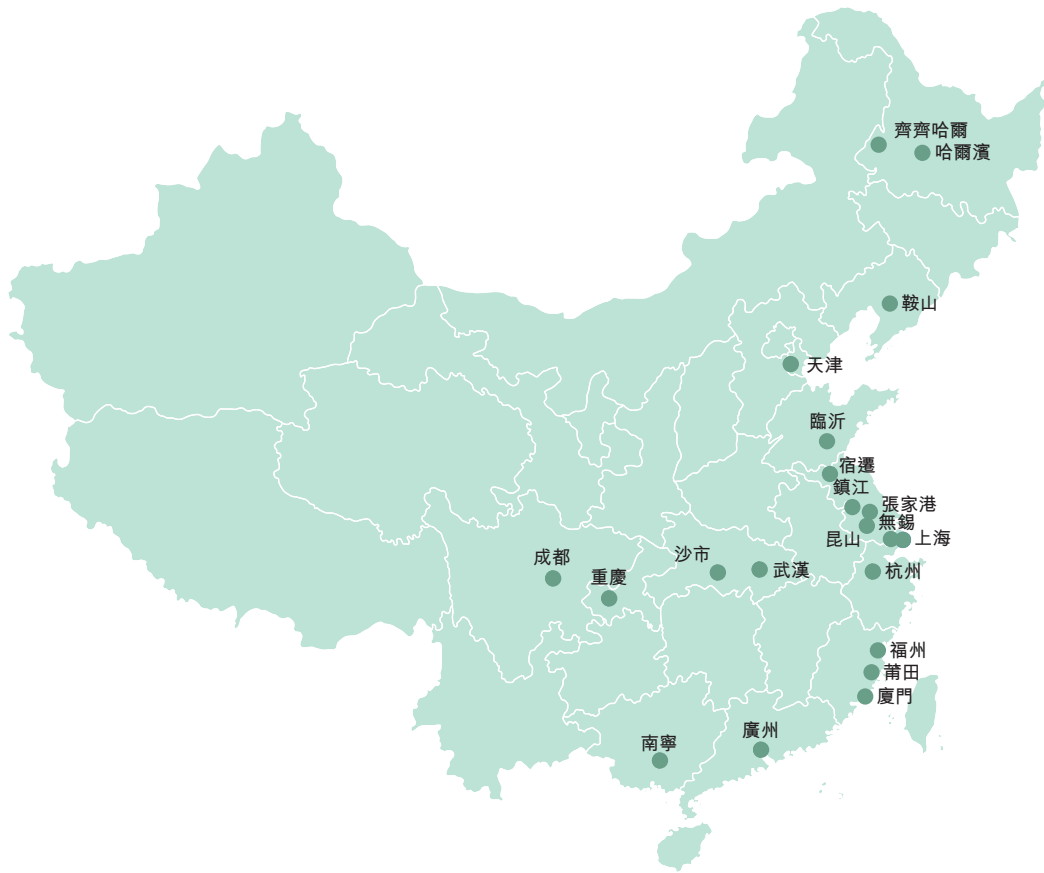 齊齊哈爾
哈爾濱
鞍山
天津
臨沂
宿遷
鎮江
張家港
無錫
昆山
上海
成都
沙市
武漢
杭州
重慶
福州
莆田
廈門
廣州
南寧